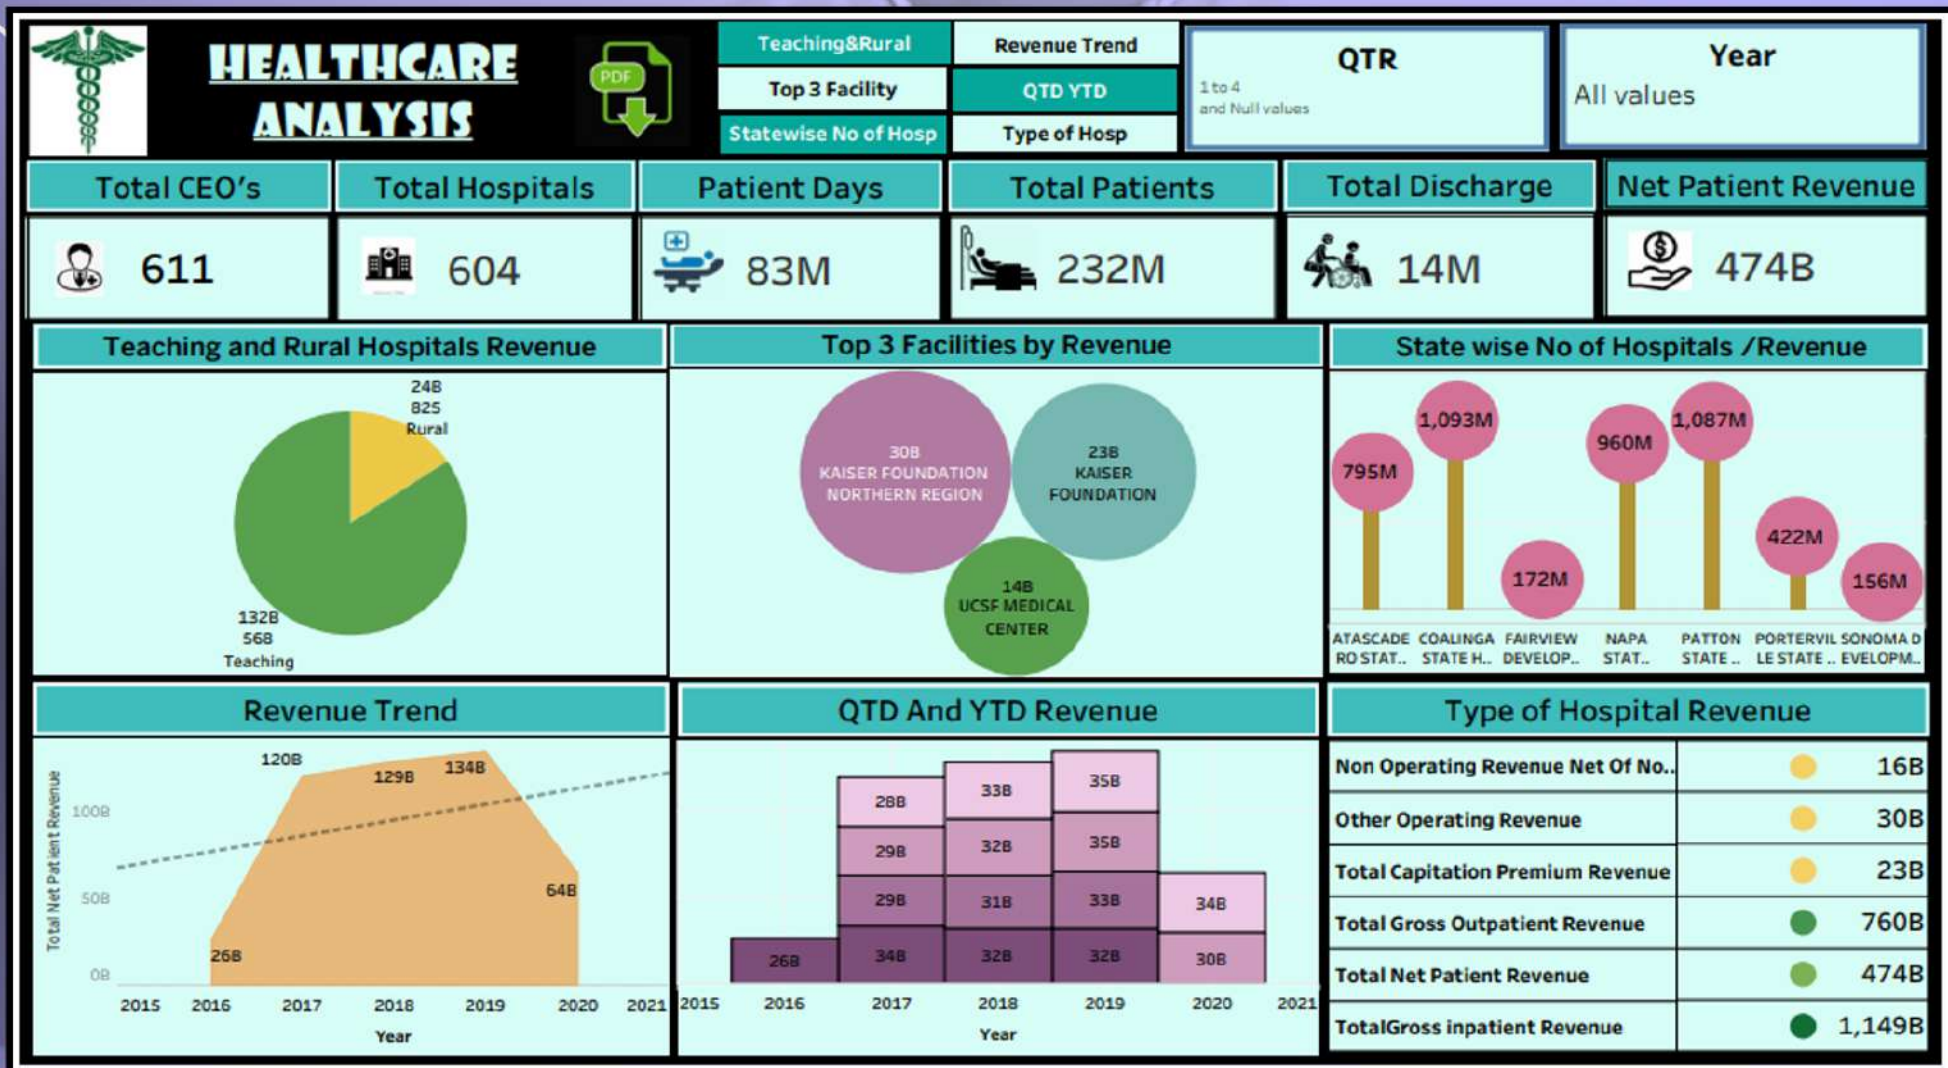 HEALTHCARE
ANALYSIS
PDF
Teaching&Rural
Revenue Trend
Top 3 Facility
QTD YTD
Statewise No of Hosp
Type of Hosp
QTR
1 to 4
and Null values
Year
All values
Total CEO's
Total Hospitals
Patient Days
Total Patients
Total Discharge
Net Patient Revenue
611
604
83M
232M
14M
474B
Teaching and Rural Hospitals Revenue
24B
825
Rural
132B
568
Teaching
Top 3 Facilities by Revenue
30B
KAISER FOUNDATION
NORTHERN REGION
23B
KAISER
FOUNDATION
14B
UCSF MEDICAL
CENTER
State wise No of Hospitals /Revenue
795M
1,093M
172M
960M
1,087M
422M
156M
ATASCADE
RO STAT..
COALINGA
STATE H..
FAIRVIEW
DEVELOP..
NAPA
STAT..
PATTON
STATE ..
PORTERVIL
LE STATE ..
SONOMA D
EVELOPM..
Revenue Trend
Total Net Patient Revenue
100B
50B
0B
26B
120B
129B
134B
64B
2015 2016 2017 2018 2019 2020 2021
Year
QTD And YTD Revenue
26B
28B
29B
29B
34B
33B
32B
31B
32B
35B
35B
33B
32B
34B
30B
2015 2016 2017 2018 2019 2020 2021
Year
Type of Hospital Revenue
Non Operating Revenue Net Of No.. 16B
Other Operating Revenue 30B
Total Capitation Premium Revenue 23B
Total Gross Outpatient Revenue 760B
Total Net Patient Revenue 474B
TotalGross inpatient Revenue 1,149B